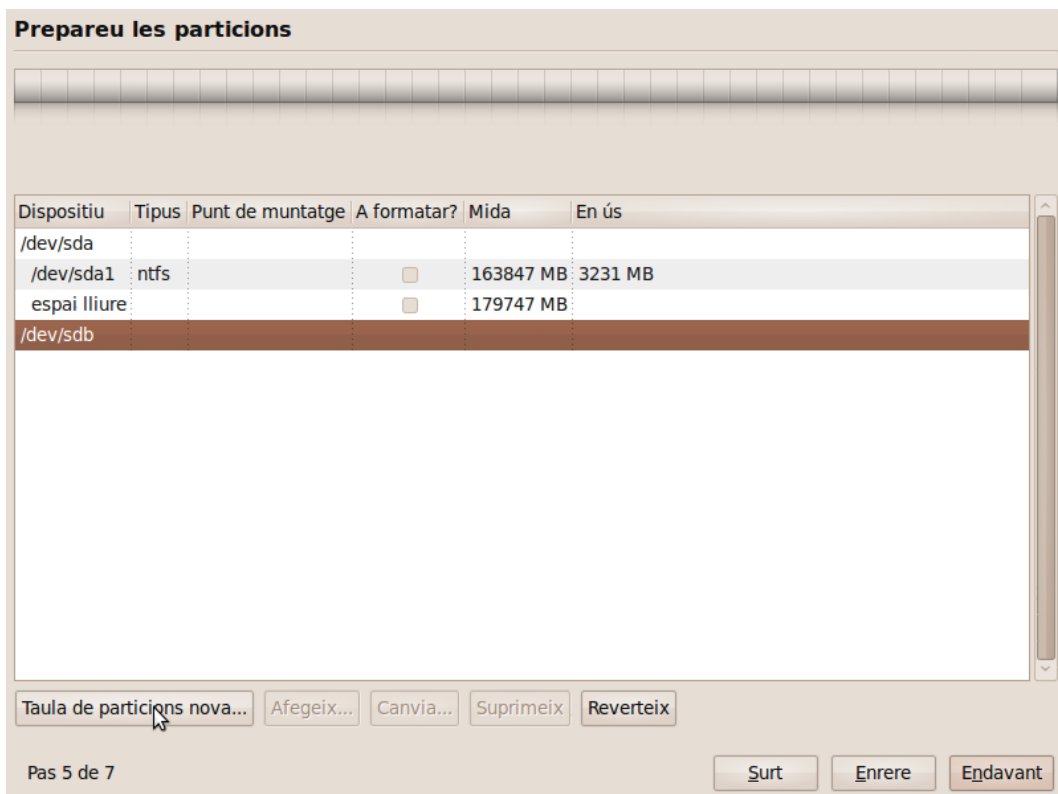 Prepareu les particions
Dispositiu Tipus Punt de muntatge A formatar? Mida En ús
/dev/sda
/dev/sda1 ntfs 163847 MB 3231 MB
espai lliure 179747 MB
/dev/sdb
Taula de particions nova... Afegeix... Canvia... Suprimeix Reverteix
Pas 5 de 7 Surt Enrere Endavant